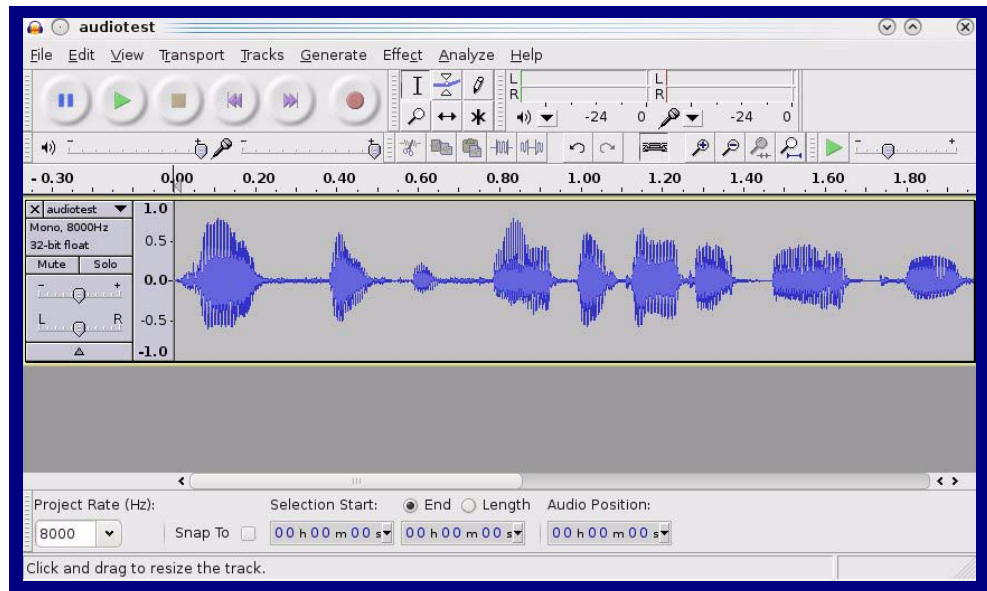 audiotest
File Edit View Transport Tracks Generate Effect Analyze Help
L L
R R
-24 0 -24 0
- 0.30 0.00 0.20 0.40 0.60 0.80 1.00 1.20 1.40 1.60 1.80
X audiotest 1.0
Mono, 8000Hz
32-bit float 0.5
Mute Solo
- + 0.0
L R -0.5
-1.0
Project Rate (Hz): Selection Start: End Length Audio Position:
8000 Snap To 00 h 00 m 00 s 00 h 00 m 00 s 00 h 00 m 00 s
Click and drag to resize the track.